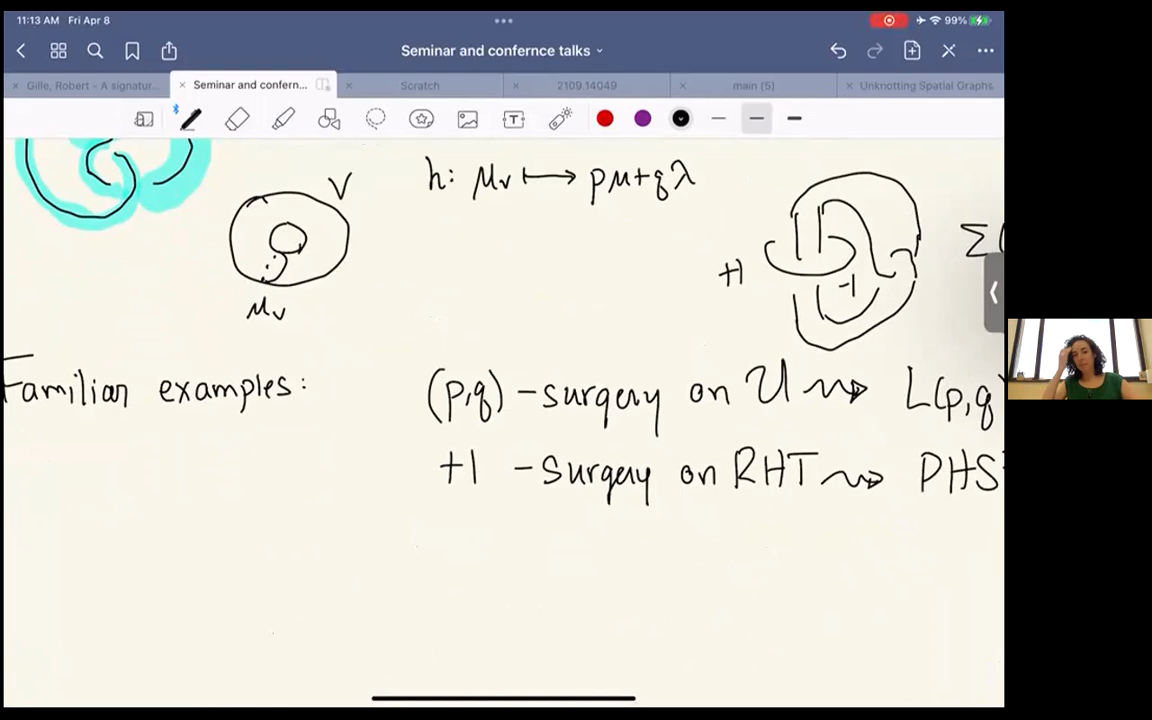 11:13 AM Fri Apr 8
99%
Seminar and confernce talks
Gille, Robert - A signatur...
Seminar and confern...
Scratch
2109.14049
main (5)
Unknotting Spatial Graphs
h: μ_V ⟼ pμ+qλ
V
μ_V
+1
-1
Σ(
Familiar examples:
(p,q) -surgery on U ⇝ L(p,q)
+1 -surgery on RHT ⇝ PHS